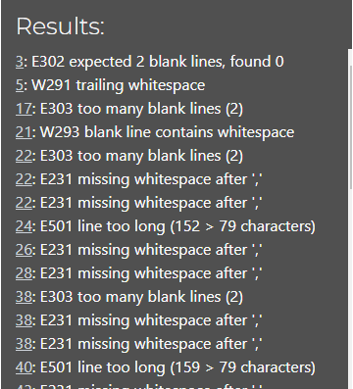 Results:
3: E302 expected 2 blank lines, found 0
5: W291 trailing whitespace
17: E303 too many blank lines (2)
21: W293 blank line contains whitespace
22: E303 too many blank lines (2)
22: E231 missing whitespace after ','
22: E231 missing whitespace after ','
24: E501 line too long (152 > 79 characters)
26: E231 missing whitespace after ','
28: E231 missing whitespace after ','
38: E303 too many blank lines (2)
38: E231 missing whitespace after ','
38: E231 missing whitespace after ','
40: E501 line too long (159 > 79 characters)
E231 missing whitespace after ','